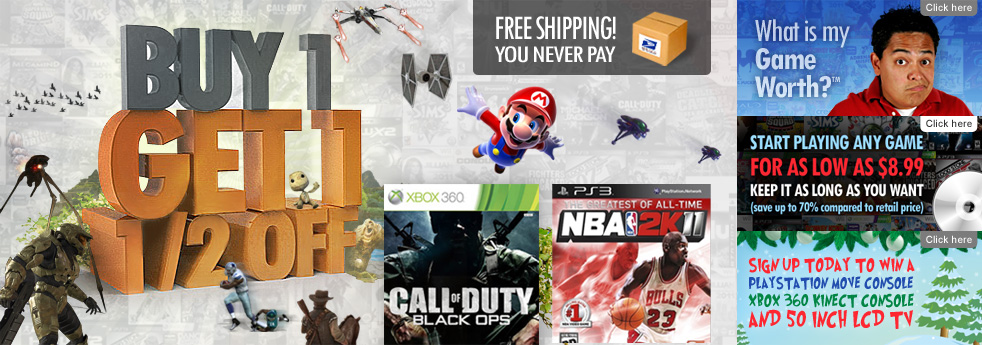 BUY 1
GET 1
1/2 OFF
FREE SHIPPING!
YOU NEVER PAY
XBOX 360
CALL OF DUTY
BLACK OPS
PS3
PlayStation Network
THE GREATEST OF ALL-TIME
NBA 2K11
BULLS
23
#1
2K
Click here
What is my
Game
Worth?™
Click here
START PLAYING ANY GAME
FOR AS LOW AS $8.99
KEEP IT AS LONG AS YOU WANT
(save up to 70% compared to retail price)
Click here
SIGN UP TODAY TO WIN A
PLAYSTATION MOVE CONSOLE
XBOX 360 KINECT CONSOLE
AND 50 INCH LCD TV